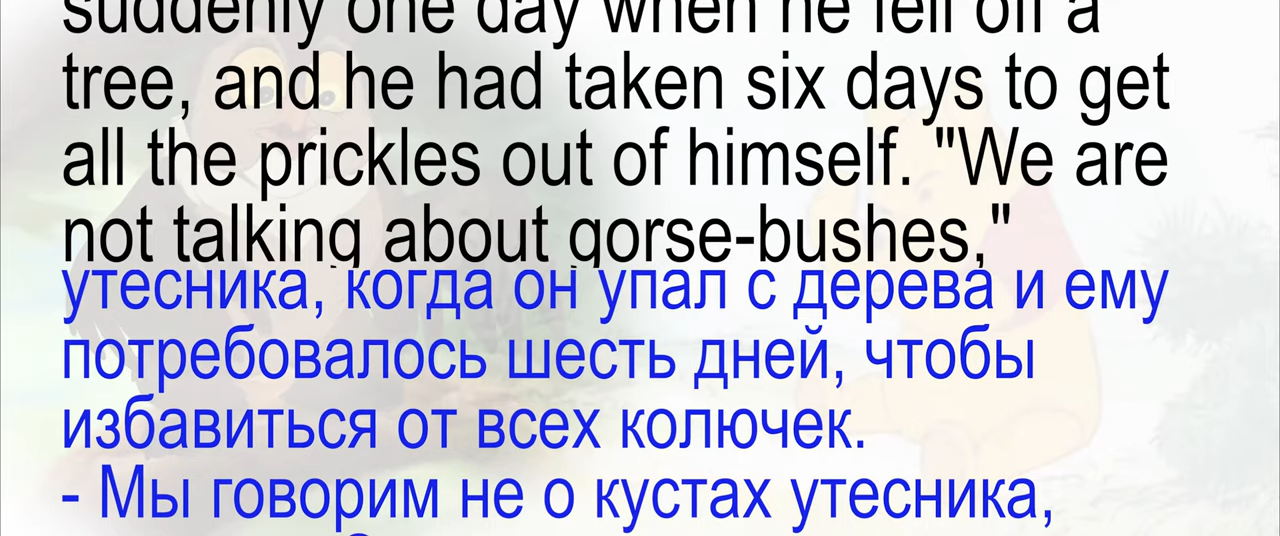 suddenly one day when he fell off a
tree, and he had taken six days to get
all the prickles out of himself. "We are
not talking about gorse-bushes,"
утесника, когда он упал с дерева и ему
потребовалось шесть дней, чтобы
избавиться от всех колючек.
- Мы говорим не о кустах утесника,